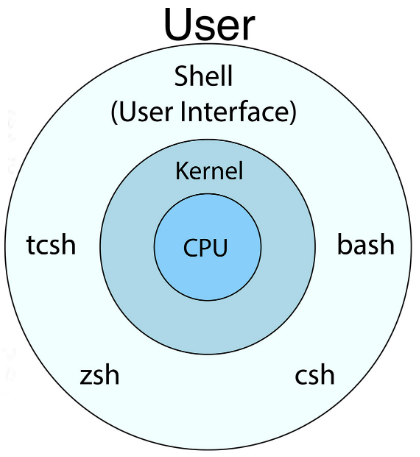 User
Shell
(User Interface)
Kernel
CPU
tcsh
bash
zsh
csh